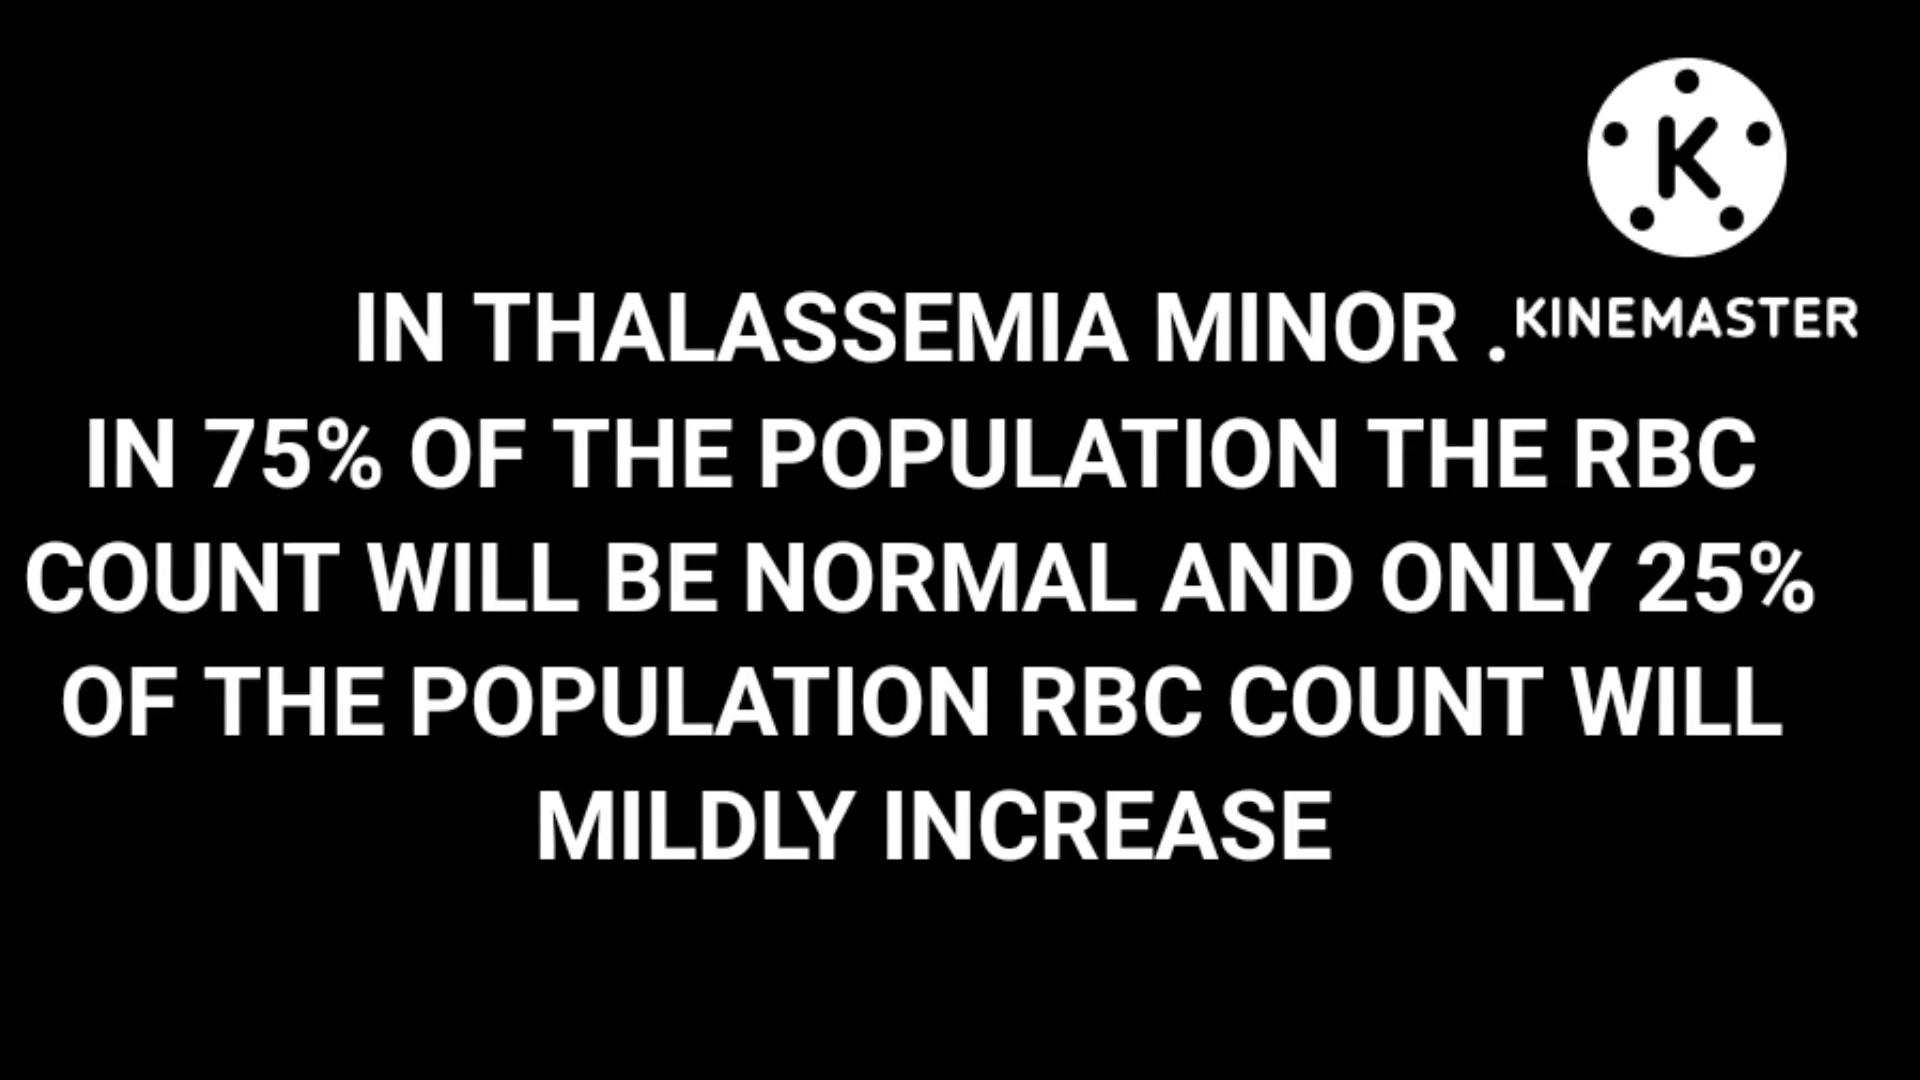 K
KINEMASTER
IN THALASSEMIA MINOR .
IN 75% OF THE POPULATION THE RBC
COUNT WILL BE NORMAL AND ONLY 25%
OF THE POPULATION RBC COUNT WILL
MILDLY INCREASE